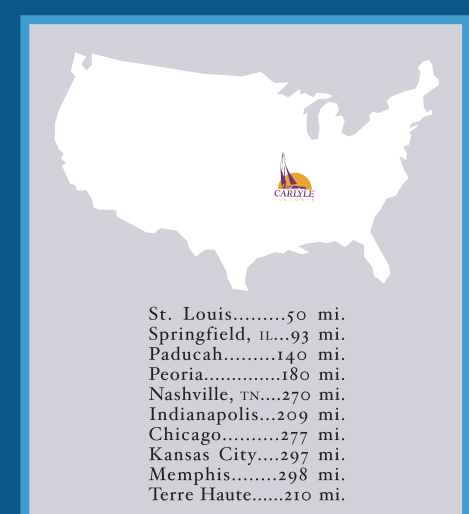 CARLYLE
ILLINOIS
St. Louis.........50 mi.
Springfield, IL...93 mi.
Paducah.........140 mi.
Peoria..............180 mi.
Nashville, TN....270 mi.
Indianapolis...209 mi.
Chicago..........277 mi.
Kansas City....297 mi.
Memphis........298 mi.
Terre Haute......210 mi.